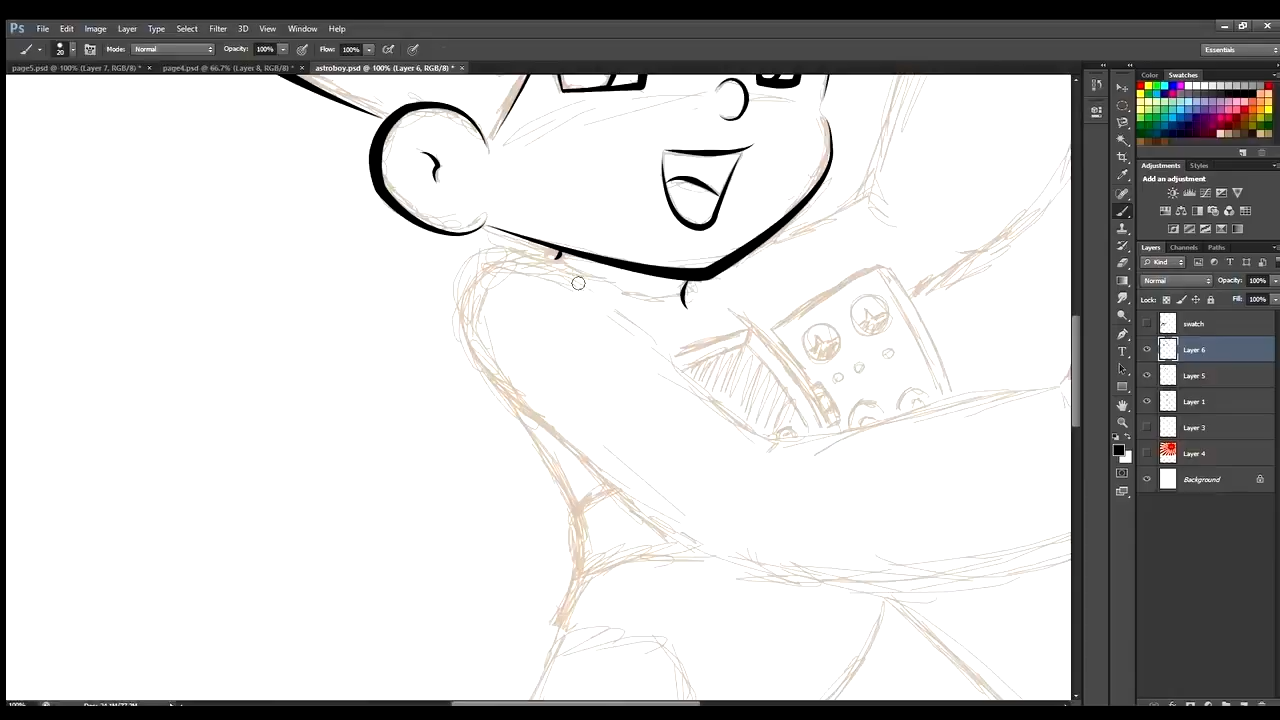 Ps File Edit Image Layer Type Select Filter 3D View Window Help
20 Mode: Normal Opacity: 100% Flow: 100% Essentials
page5.psd @ 100% (Layer 7, RGB/8) * × page4.psd @ 66.7% (Layer 8, RGB/8) * × astroboy.psd @ 100% (Layer 6, RGB/8) * ×
Color Swatches
Adjustments Styles
Add an adjustment
Layers Channels Paths
Kind
Normal Opacity: 100%
Lock: Fill: 100%
swatch
Layer 6
Layer 5
Layer 1
Layer 3
Layer 4
Background
100%